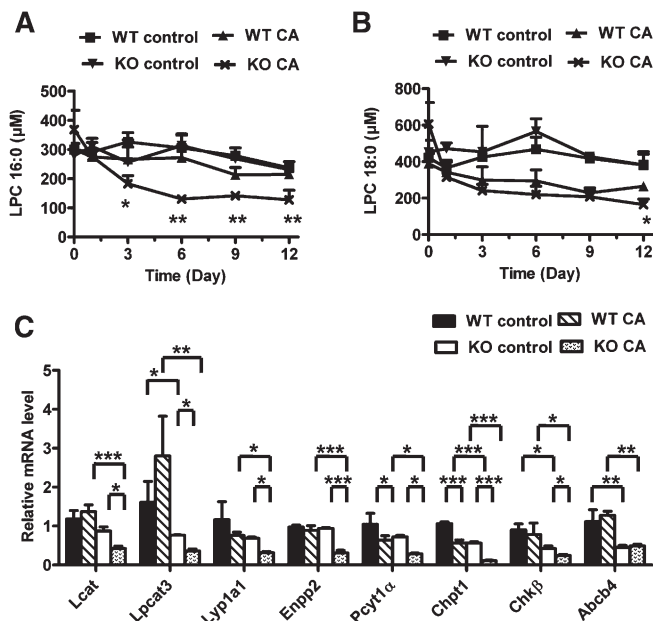 A
WT control WT CA
KO control KO CA
LPC 16:0 (µM)
500
400
300
200
100
0
* ** ** **
0 3 6 9 12
Time (Day)
B
WT control WT CA
KO control KO CA
LPC 18:0 (µM)
800
600
400
200
0
*
0 3 6 9 12
Time (Day)
C
WT control WT CA
KO control KO CA
Relative mRNA level
5
4
3
2
1
0
*** *
* ** *
* *
*** ***
* * *
*** *** *** ***
* * *
** **
Lcat Lpcat3 Lyp1a1 Enpp2 Pcyt1α Chpt1 Chkβ Abcb4